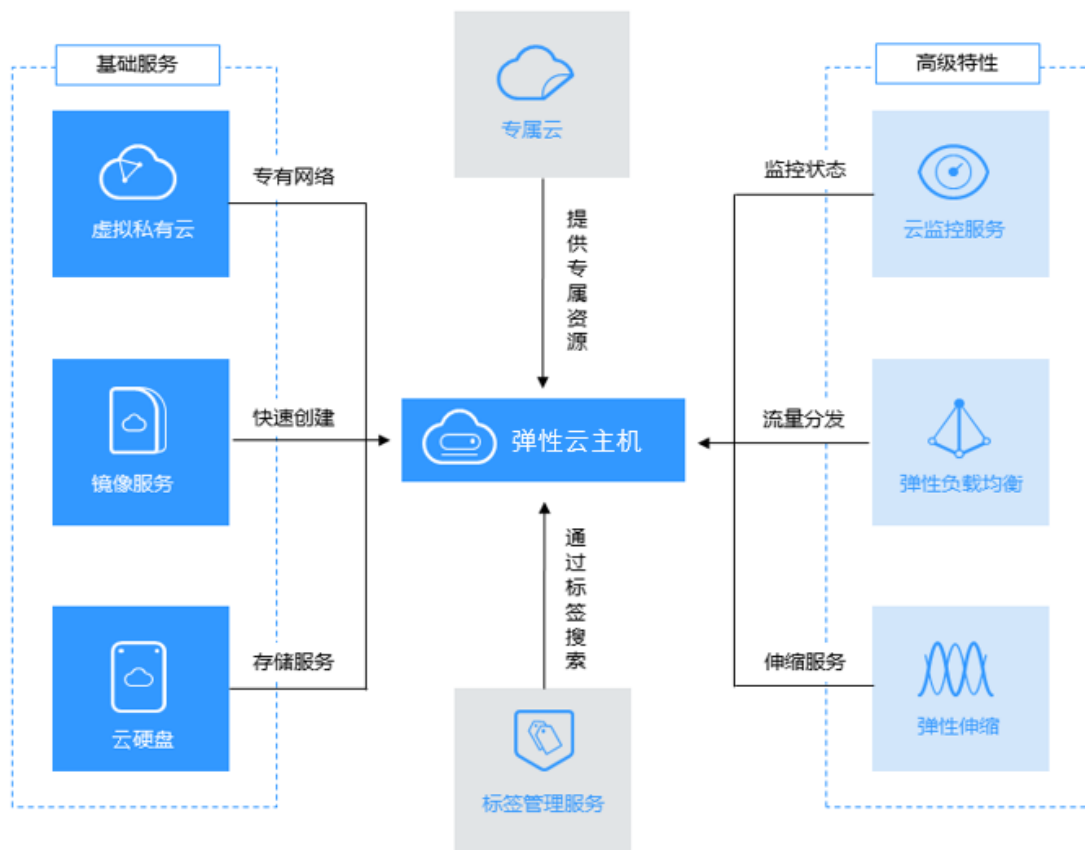 基础服务
虚拟私有云
专有网络
镜像服务
快速创建
云硬盘
存储服务
专属云
提供专属资源
弹性云主机
通过标签搜索
标签管理服务
高级特性
监控状态
云监控服务
流量分发
弹性负载均衡
伸缩服务
弹性伸缩